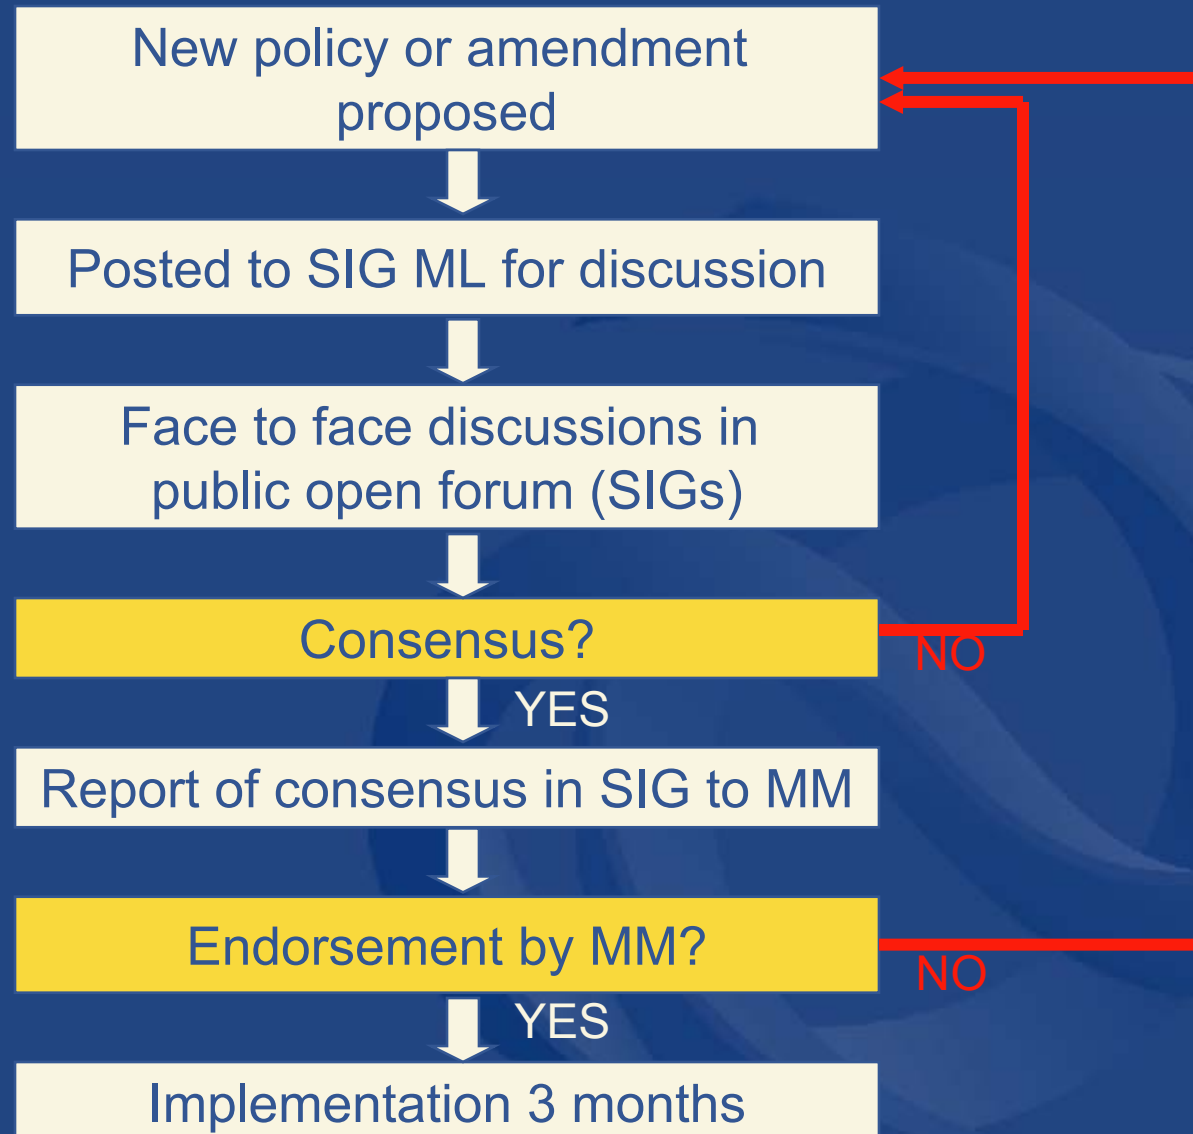 New policy or amendment
proposed
Posted to SIG ML for discussion
Face to face discussions in
public open forum (SIGs)
Consensus?
NO
YES
Report of consensus in SIG to MM
Endorsement by MM?
NO
YES
Implementation 3 months